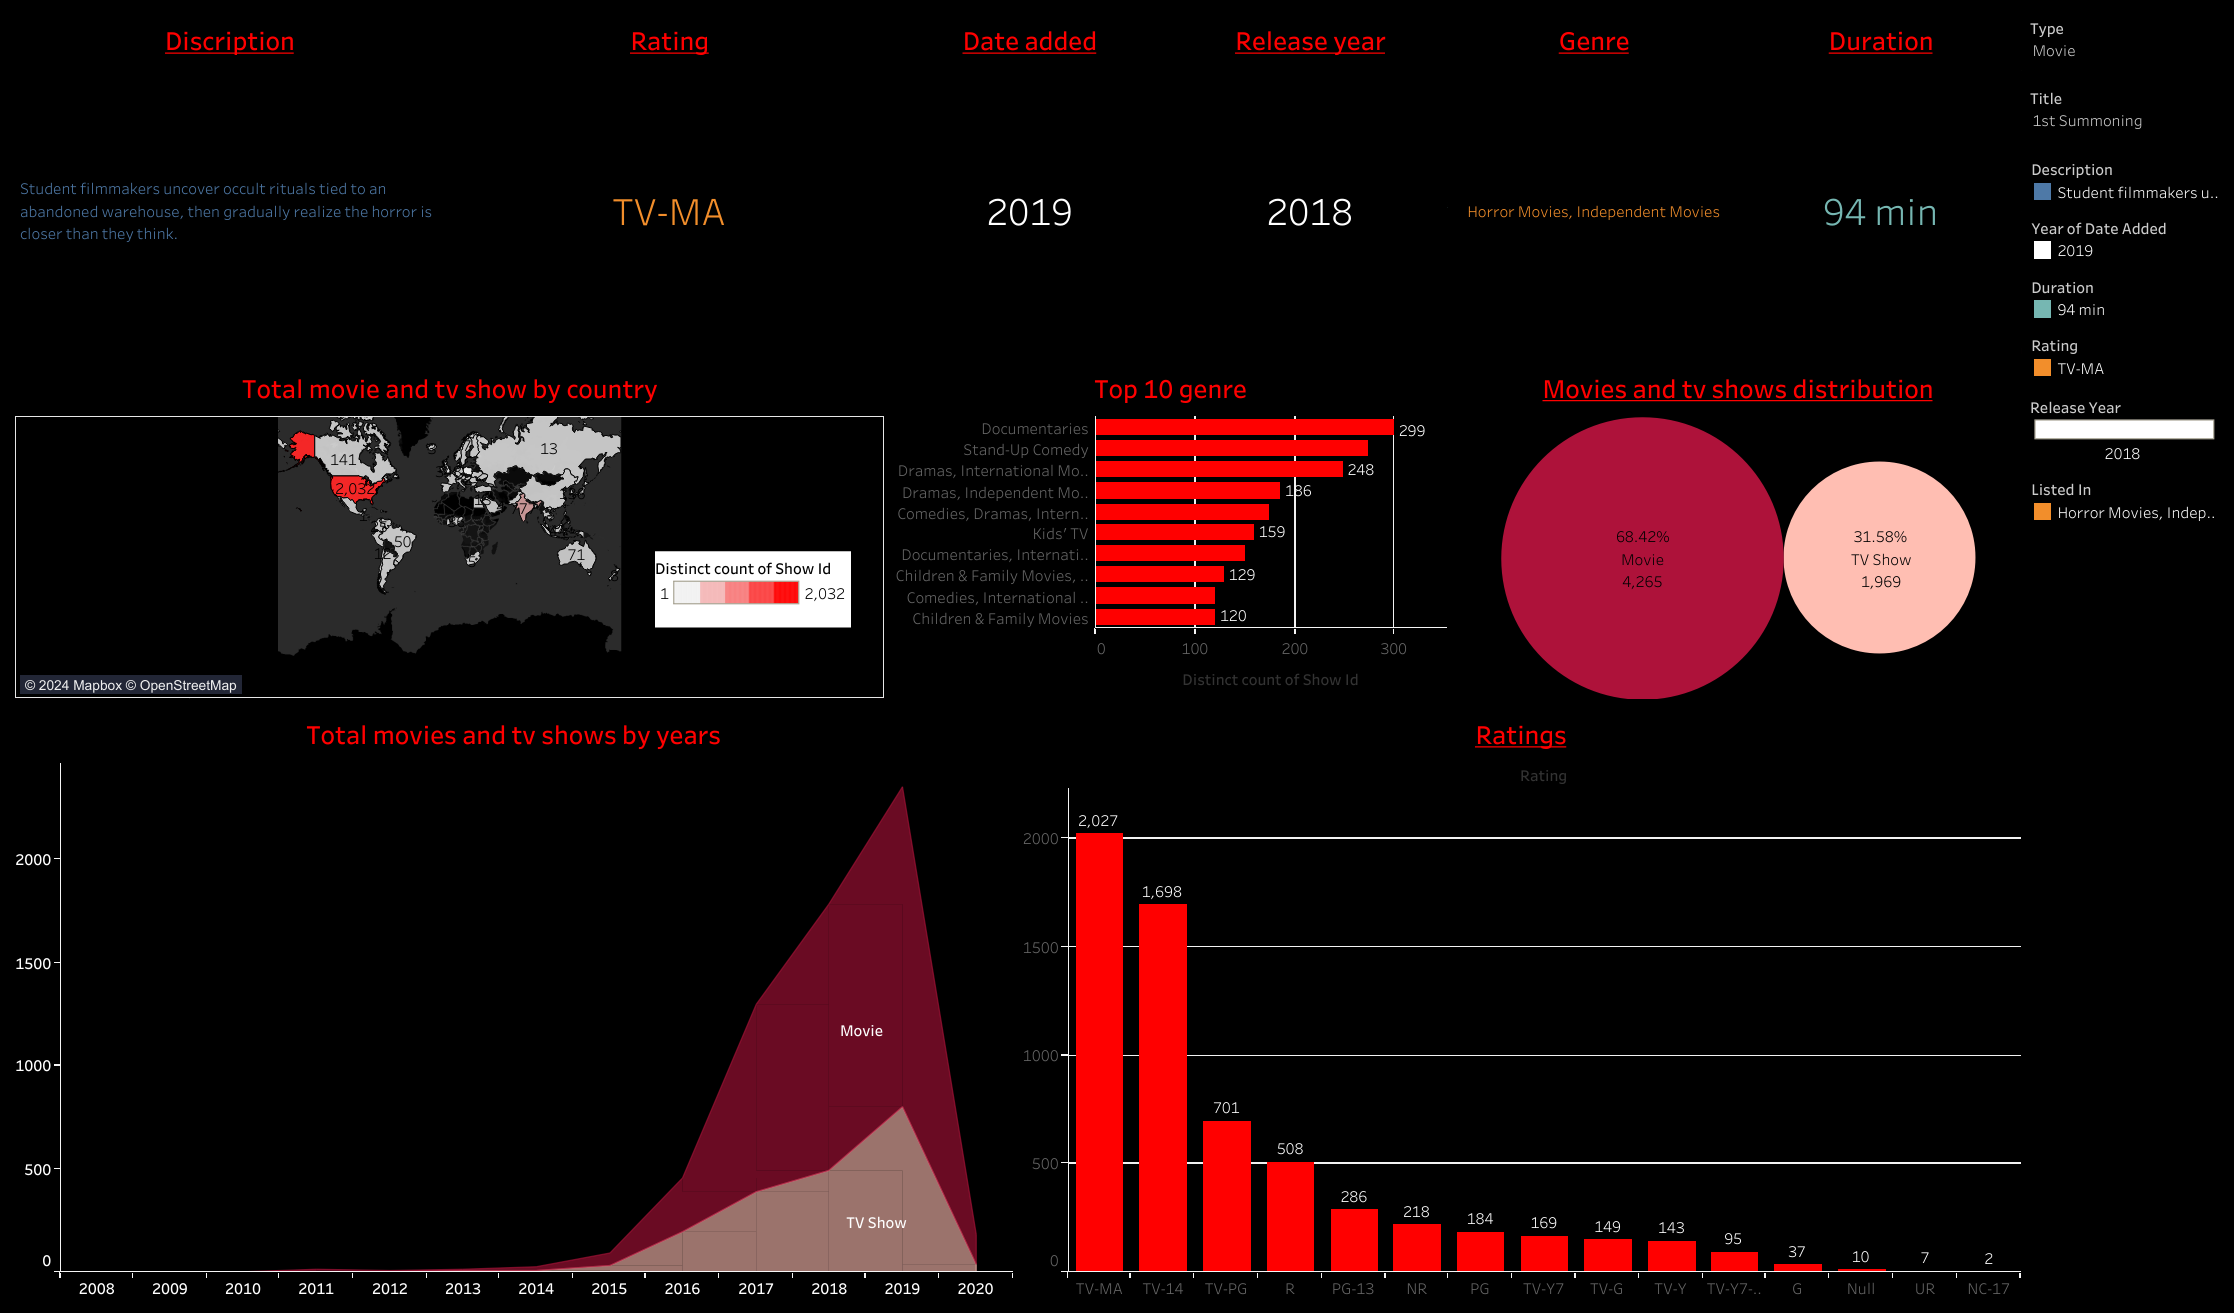 Discription
Rating
Date added
Release year
Genre
Duration
Student filmmakers uncover occult rituals tied to an
abandoned warehouse, then gradually realize the horror is
closer than they think.
TV-MA
2019
2018
Horror Movies, Independent Movies
94 min
Type
Movie
Title
1st Summoning
Description
Student filmmakers u..
Year of Date Added
2019
Duration
94 min
Rating
TV-MA
Release Year
2018
Listed In
Horror Movies, Indep..
Total movie and tv show by country
141
13
2,032
50
71
Distinct count of Show Id
1
2,032
© 2024 Mapbox © OpenStreetMap
Top 10 genre
Documentaries
299
Stand-Up Comedy
Dramas, International Mo..
248
Dramas, Independent Mo..
186
Comedies, Dramas, Intern..
Kids’ TV
159
Documentaries, Internati..
Children & Family Movies, ..
129
Comedies, International ..
Children & Family Movies
120
0 100 200 300
Distinct count of Show Id
Movies and tv shows distribution
68.42%
Movie
4,265
31.58%
TV Show
1,969
Total movies and tv shows by years
2000
1500
1000
500
0
Movie
TV Show
2008 2009 2010 2011 2012 2013 2014 2015 2016 2017 2018 2019 2020
Ratings
Rating
2000
1500
1000
500
0
2,027
1,698
701
508
286
218
184
169
149
143
95
37
10
7
2
TV-MA TV-14 TV-PG R PG-13 NR PG TV-Y7 TV-G TV-Y TV-Y7-.. G Null UR NC-17